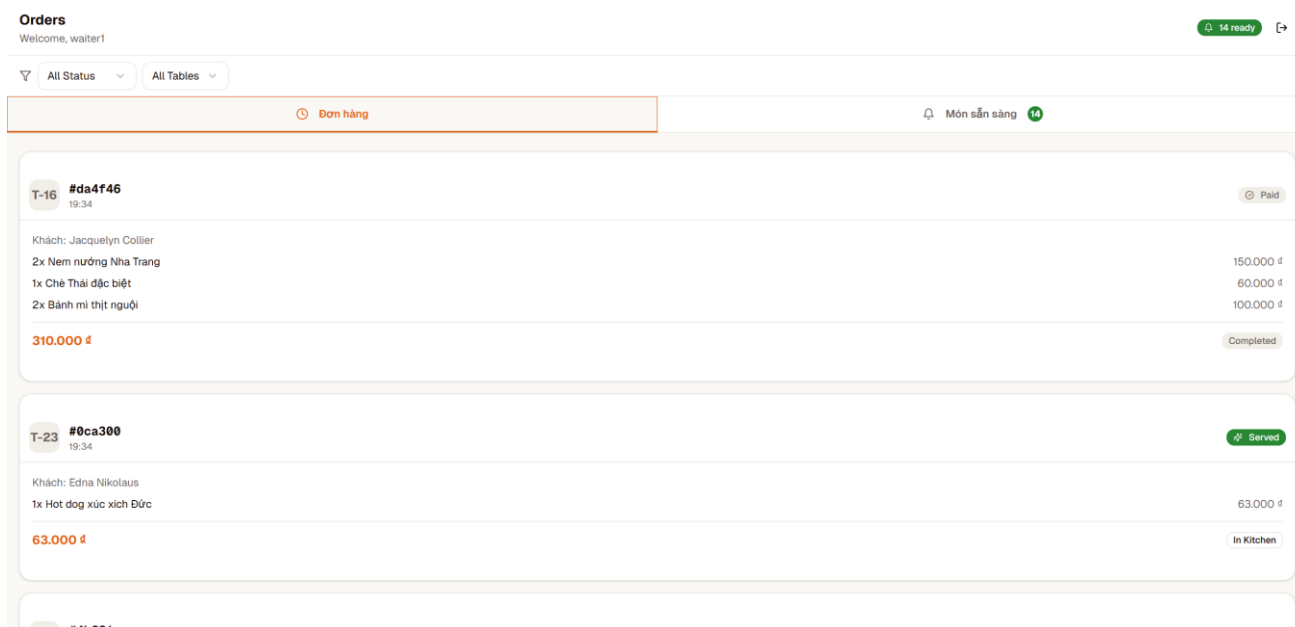 Orders
Welcome, waiter1
14 ready
All Status
All Tables
Đơn hàng
Món sẵn sàng 14
T-16
#da4f46
19:34
Paid
Khách: Jacquelyn Collier
2x Nem nướng Nha Trang 150.000 ₫
1x Chè Thái đặc biệt 60.000 ₫
2x Bánh mì thịt nguội 100.000 ₫
310.000 ₫
Completed
T-23
#0ca300
19:34
Served
Khách: Edna Nikolaus
1x Hot dog xúc xích Đức 63.000 ₫
63.000 ₫
In Kitchen